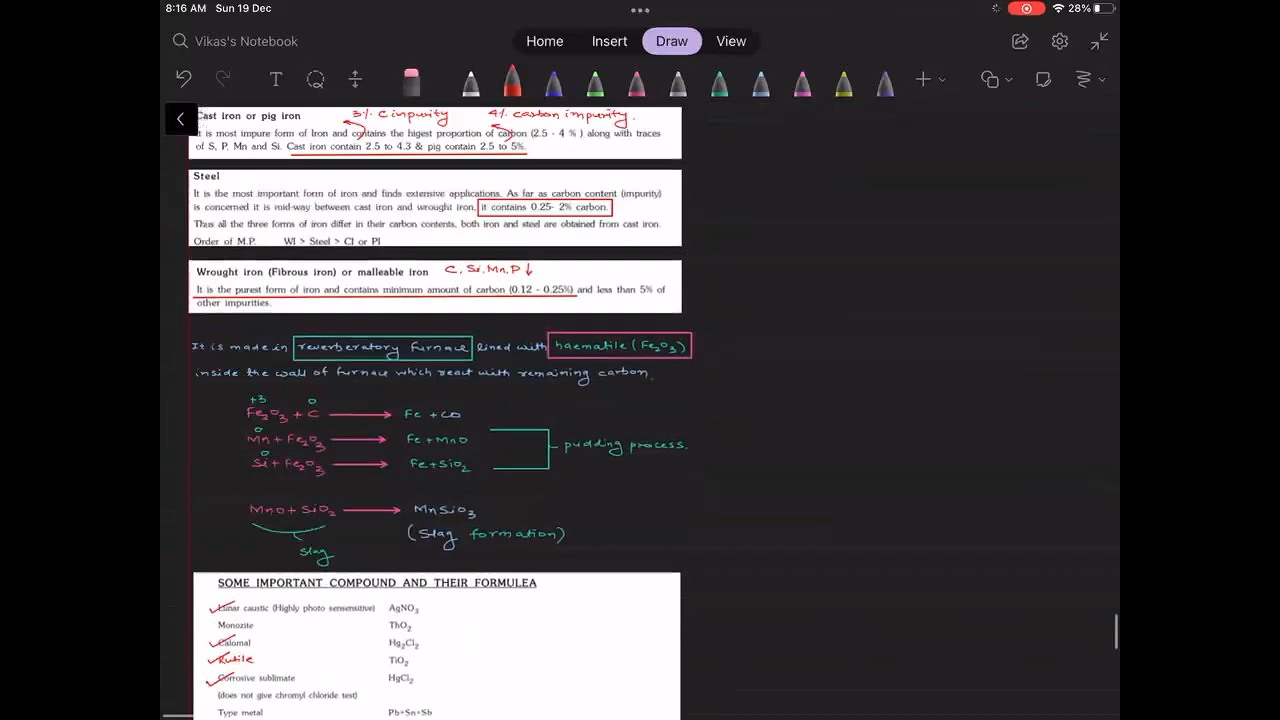 8:16 AM Sun 19 Dec
28%
Vikas's Notebook
Home Insert Draw View
Cast iron or pig iron 3% C impurity 4% carbon impurity.
It is most impure form of Iron and contains the higest proportion of carbon (2.5 - 4 % ) along with traces
of S, P, Mn and Si. Cast iron contain 2.5 to 4.3 & pig contain 2.5 to 5%.
Steel
It is the most important form of iron and finds extensive applications. As far as carbon content (impurity)
is concerned it is mid-way between cast iron and wrought iron, it contains 0.25- 2% carbon.
Thus all the three forms of iron differ in their carbon contents, both iron and steel are obtained from cast iron.
Order of M.P. WI > Steel > CI or PI
Wrought iron (Fibrous iron) or malleable iron C, Si, Mn, P ↓
It is the purest form of iron and contains minimum amount of carbon (0.12 - 0.25%) and less than 5% of
other impurities.
It is made in reverberatory furnace lined with haematile (Fe₂O₃)
inside the wall of furnace which react with remaining carbon.
+3 0
Fe₂O₃ + C → Fe + CO
0
Mn + Fe₂O₃ → Fe + MnO
pudding process.
0
Si + Fe₂O₃ → Fe + SiO₂
MnO + SiO₂ → MnSiO₃
(Slag formation)
Slag
SOME IMPORTANT COMPOUND AND THEIR FORMULEA
Lunar caustic (Highly photo sensensitive) AgNO₃
Monozite ThO₂
Calomal Hg₂Cl₂
Rutile TiO₂
Corrosive sublimate HgCl₂
(does not give chromyl chloride test)
Type metal Pb+Sn+Sb